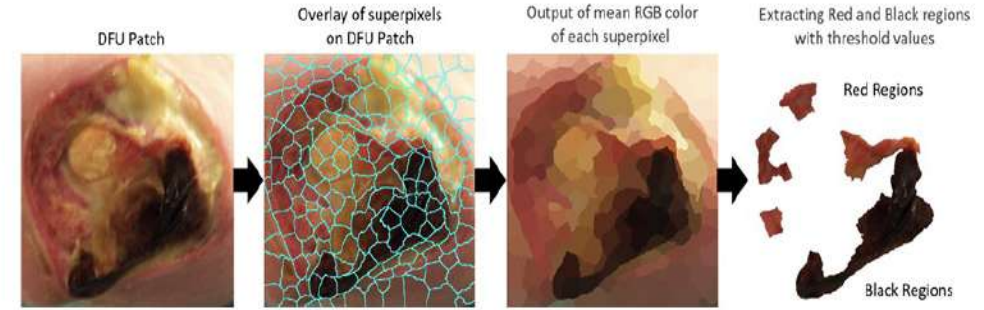 DFU Patch
Overlay of superpixels
on DFU Patch
Output of mean RGB color
of each superpixel
Extracting Red and Black regions
with threshold values
Red Regions
Black Regions